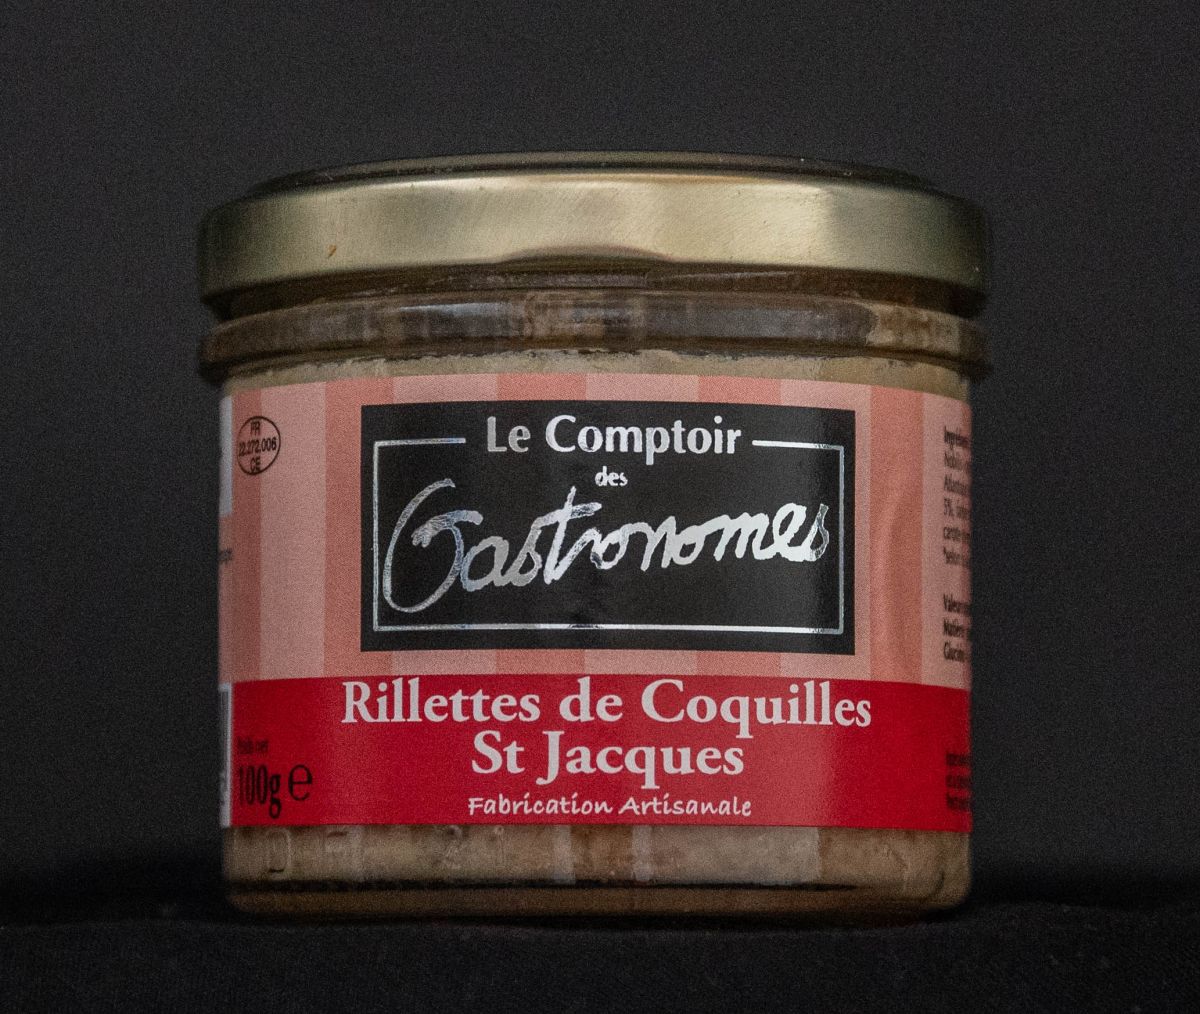 FR
22.272.006
CE
Le Comptoir
des
Gastronomes
Rillettes de Coquilles
St Jacques
Fabrication Artisanale
100g e